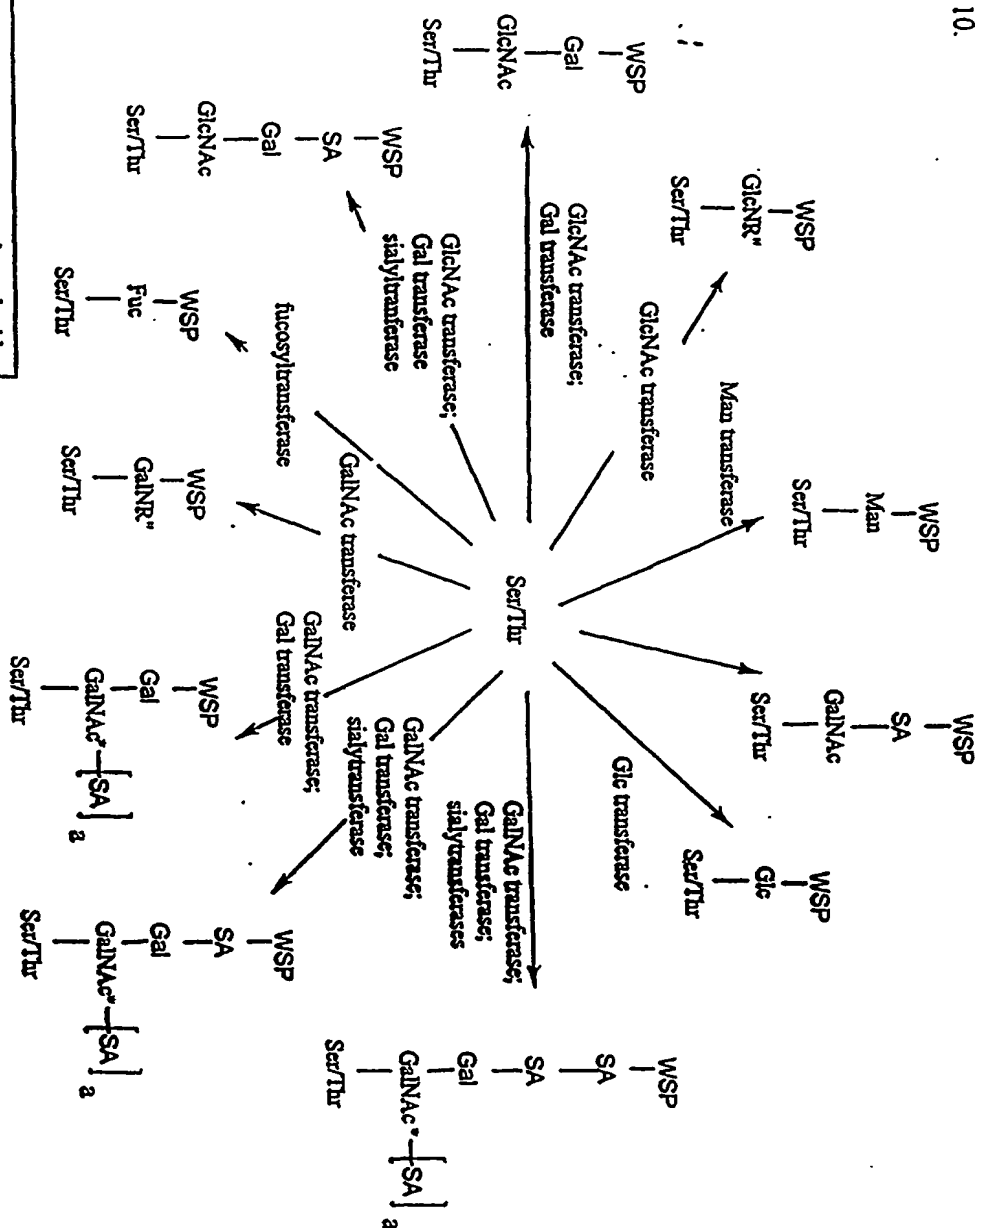 10.
WSP
GlcNR"
Ser/Thr
WSP
Man
Ser/Thr
WSP
SA
GalNAc
Ser/Thr
WSP
Glc
Ser/Thr
WSP
Gal
GlcNAc
Ser/Thr
GlcNAc transferase
Man transferase
Glc transferase
GlcNAc transferase;
Gal transferase
Ser/Thr
GalNAc transferase;
Gal transferase;
sialytransferases
WSP
SA
SA
Gal
GalNAc*
[SA]a
Ser/Thr
GlcNAc transferase;
Gal transferase
sialyltranferase
fucosyltransferase
GalNAc transferase
GalNAc transferase;
Gal transferase
GalNAc transferase;
Gal transferase;
sialytransferase
WSP
SA
Gal
GlcNAc
Ser/Thr
WSP
Fuc
Ser/Thr
WSP
GalNR"
Ser/Thr
WSP
Gal
GalNAc*
[SA]a
Ser/Thr
WSP
SA
Gal
GalNAc*
[SA]a
Ser/Thr